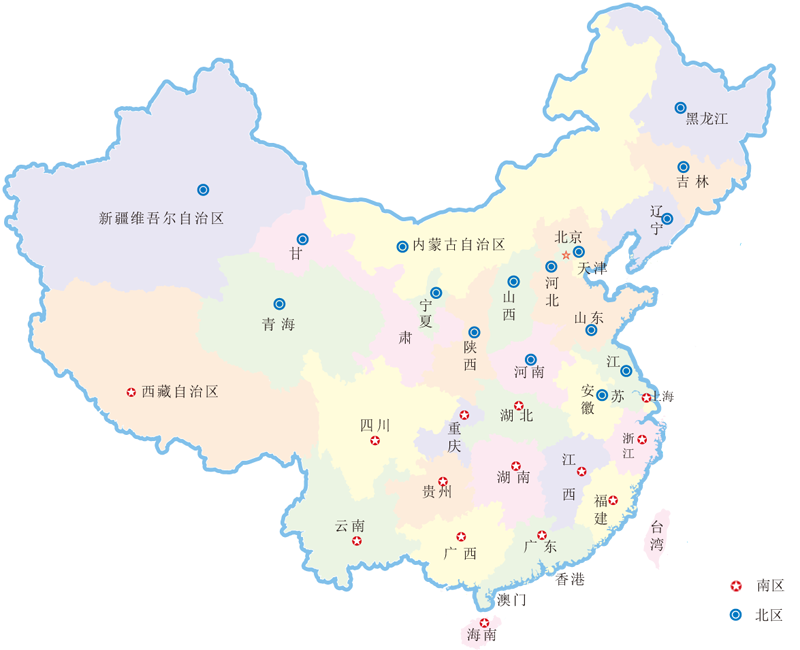 黑龙江
吉林
辽宁
新疆维吾尔自治区
甘
内蒙古自治区
北京
天津
河北
宁夏
山西
青海
山东
肃
陕西
河南
江
苏
安徽
上海
西藏自治区
湖北
四川
重庆
浙江
江西
湖南
贵州
福建
云南
台湾
广西
广东
香港
澳门
海南
南区
北区